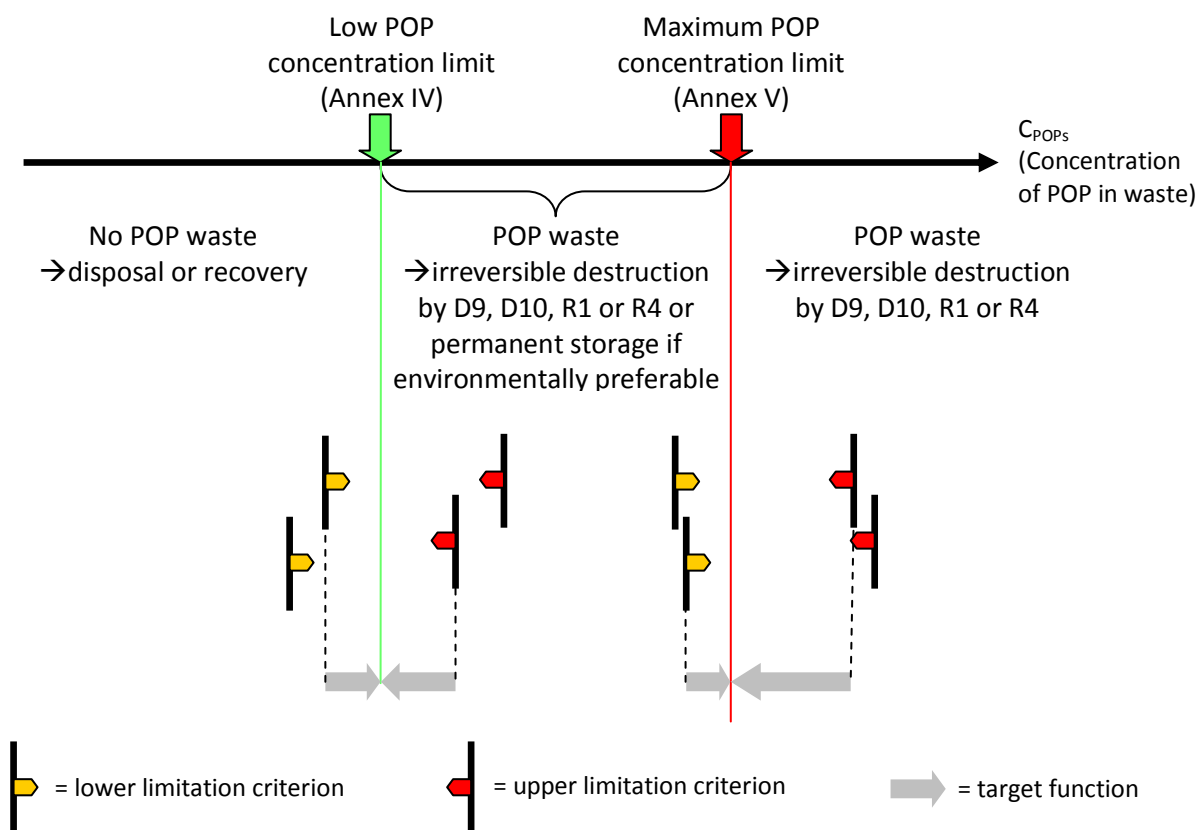 Low POP
concentration limit
(Annex IV)
Maximum POP
concentration limit
(Annex V)
CPOPs
(Concentration
of POP in waste)
No POP waste
→disposal or recovery
POP waste
→irreversible destruction
by D9, D10, R1 or R4 or
permanent storage if
environmentally preferable
POP waste
→irreversible destruction
by D9, D10, R1 or R4
= lower limitation criterion
= upper limitation criterion
= target function